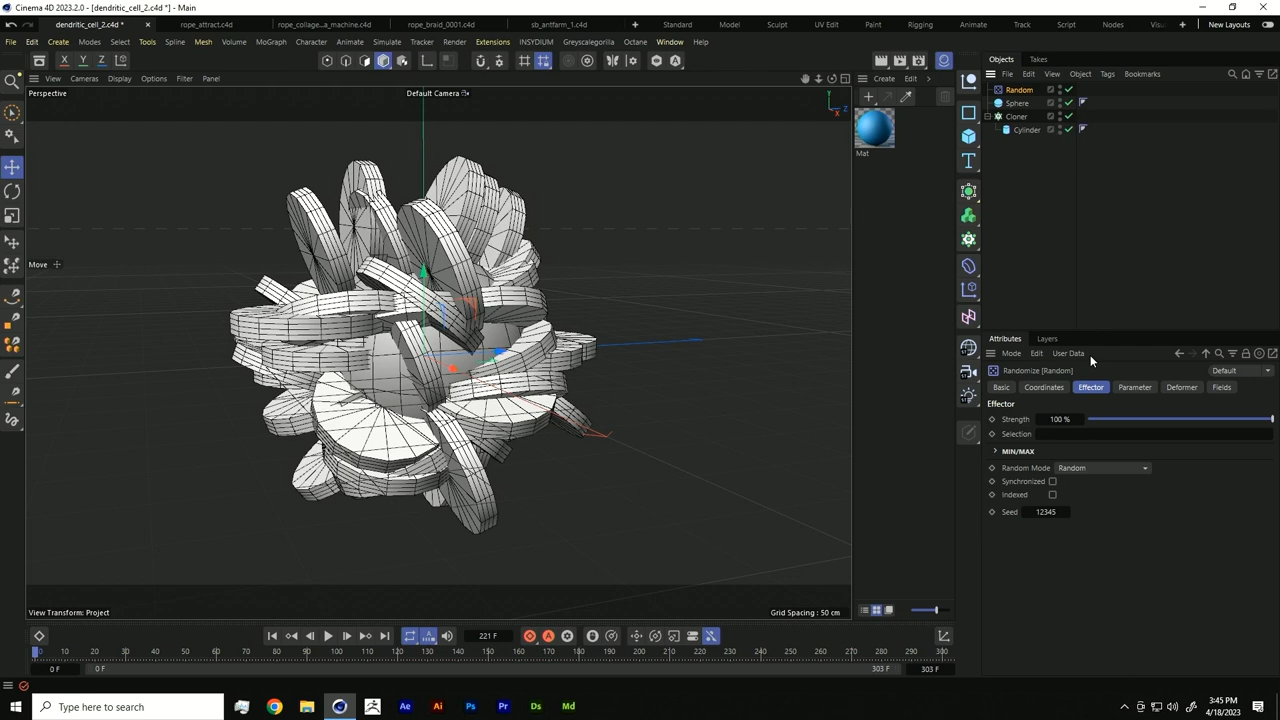 Cinema 4D 2023.2.0 - [dendritic_cell_2.c4d *] - Main
dendritic_cell_2.c4d *
rope_attract.c4d
rope_collage…a_machine.c4d
rope_braid_0001.c4d
sb_antfarm_1.c4d
Standard
Model
Sculpt
UV Edit
Paint
Rigging
Animate
Track
Script
Nodes
New Layouts
File
Edit
Create
Modes
Select
Tools
Spline
Mesh
Volume
MoGraph
Character
Animate
Simulate
Tracker
Render
Extensions
INSYDIUM
Greyscalegorilla
Octane
Window
Help
X
Y
Z
Objects
Takes
View
Cameras
Display
Options
Filter
Panel
Create
Edit
File
Edit
View
Object
Tags
Bookmarks
Perspective
Default Camera
Random
Sphere
Cloner
Cylinder
Mat
Move
Attributes
Layers
Mode
Edit
User Data
Randomize [Random]
Default
Basic
Coordinates
Effector
Parameter
Deformer
Fields
Effector
Strength
100 %
Selection
MIN/MAX
Random Mode
Random
Synchronized
Indexed
Seed
12345
View Transform: Project
Grid Spacing : 50 cm
221 F
0 10 20 30 40 50 60 70 80 90 100 110 120 130 140 150 160 170 180 190 200 210 220 230 240 250 260 270 280 290 300
0 F
0 F
303 F
303 F
Type here to search
Ae
Ai
Ps
Pr
Ds
Md
3:45 PM
4/18/2023